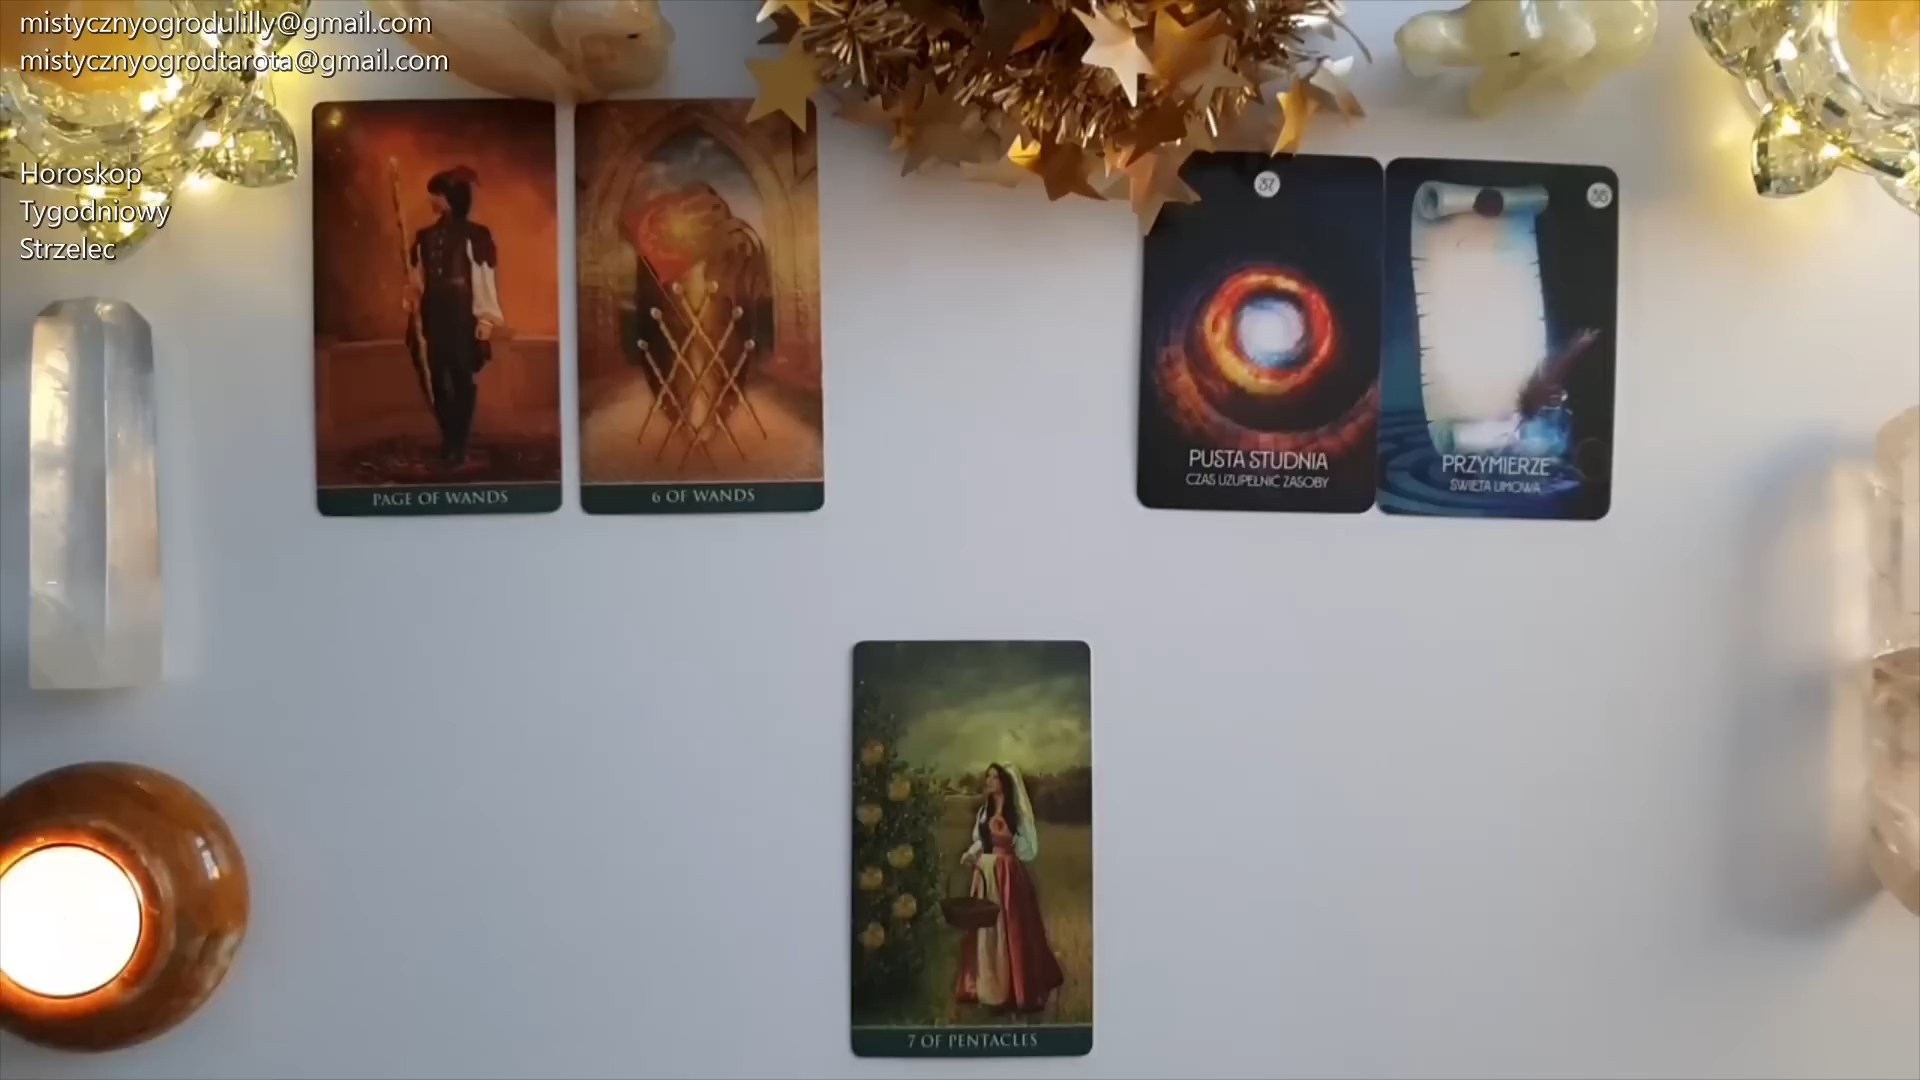 mistycznyogrodulilly@gmail.com
mistycznyogrodtarota@gmail.com
Horoskop
Tygodniowy
Strzelec
PAGE OF WANDS
6 OF WANDS
37
PUSTA STUDNIA
CZAS UZUPEŁNIĆ ZASOBY
PRZYMIERZE
ŚWIĘTA UMOWA
7 OF PENTACLES